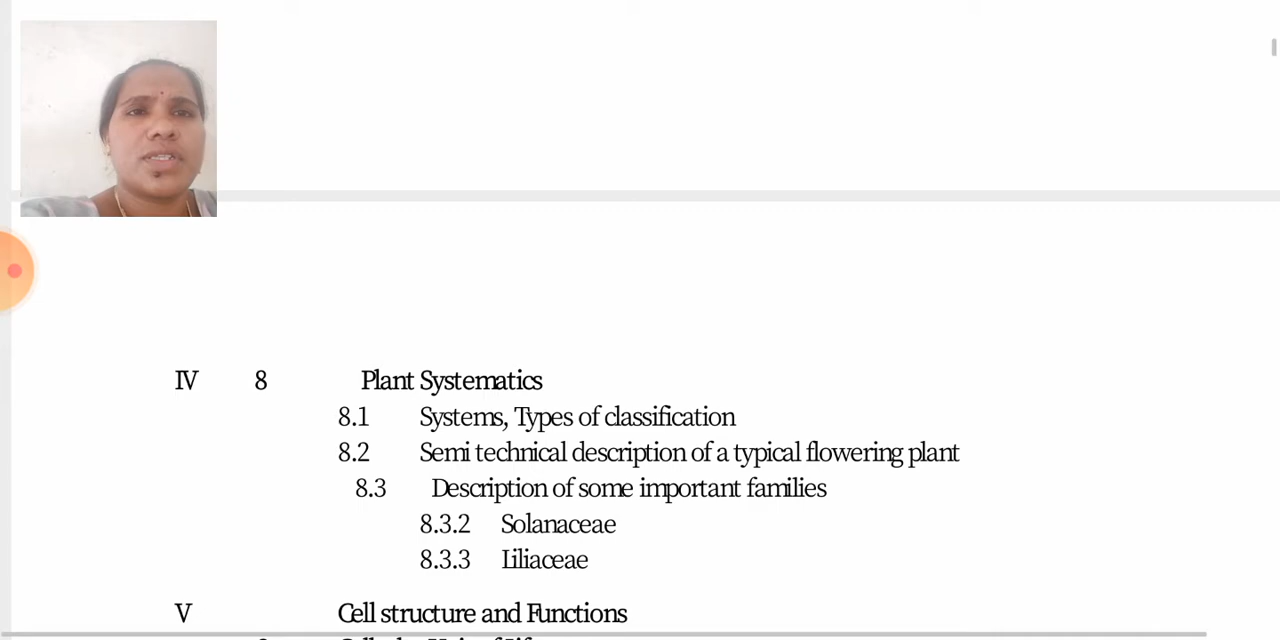 IV 8 Plant Systematics
8.1 Systems, Types of classification
8.2 Semi technical description of a typical flowering plant
8.3 Description of some important families
8.3.2 Solanaceae
8.3.3 Liliaceae
V Cell structure and Functions